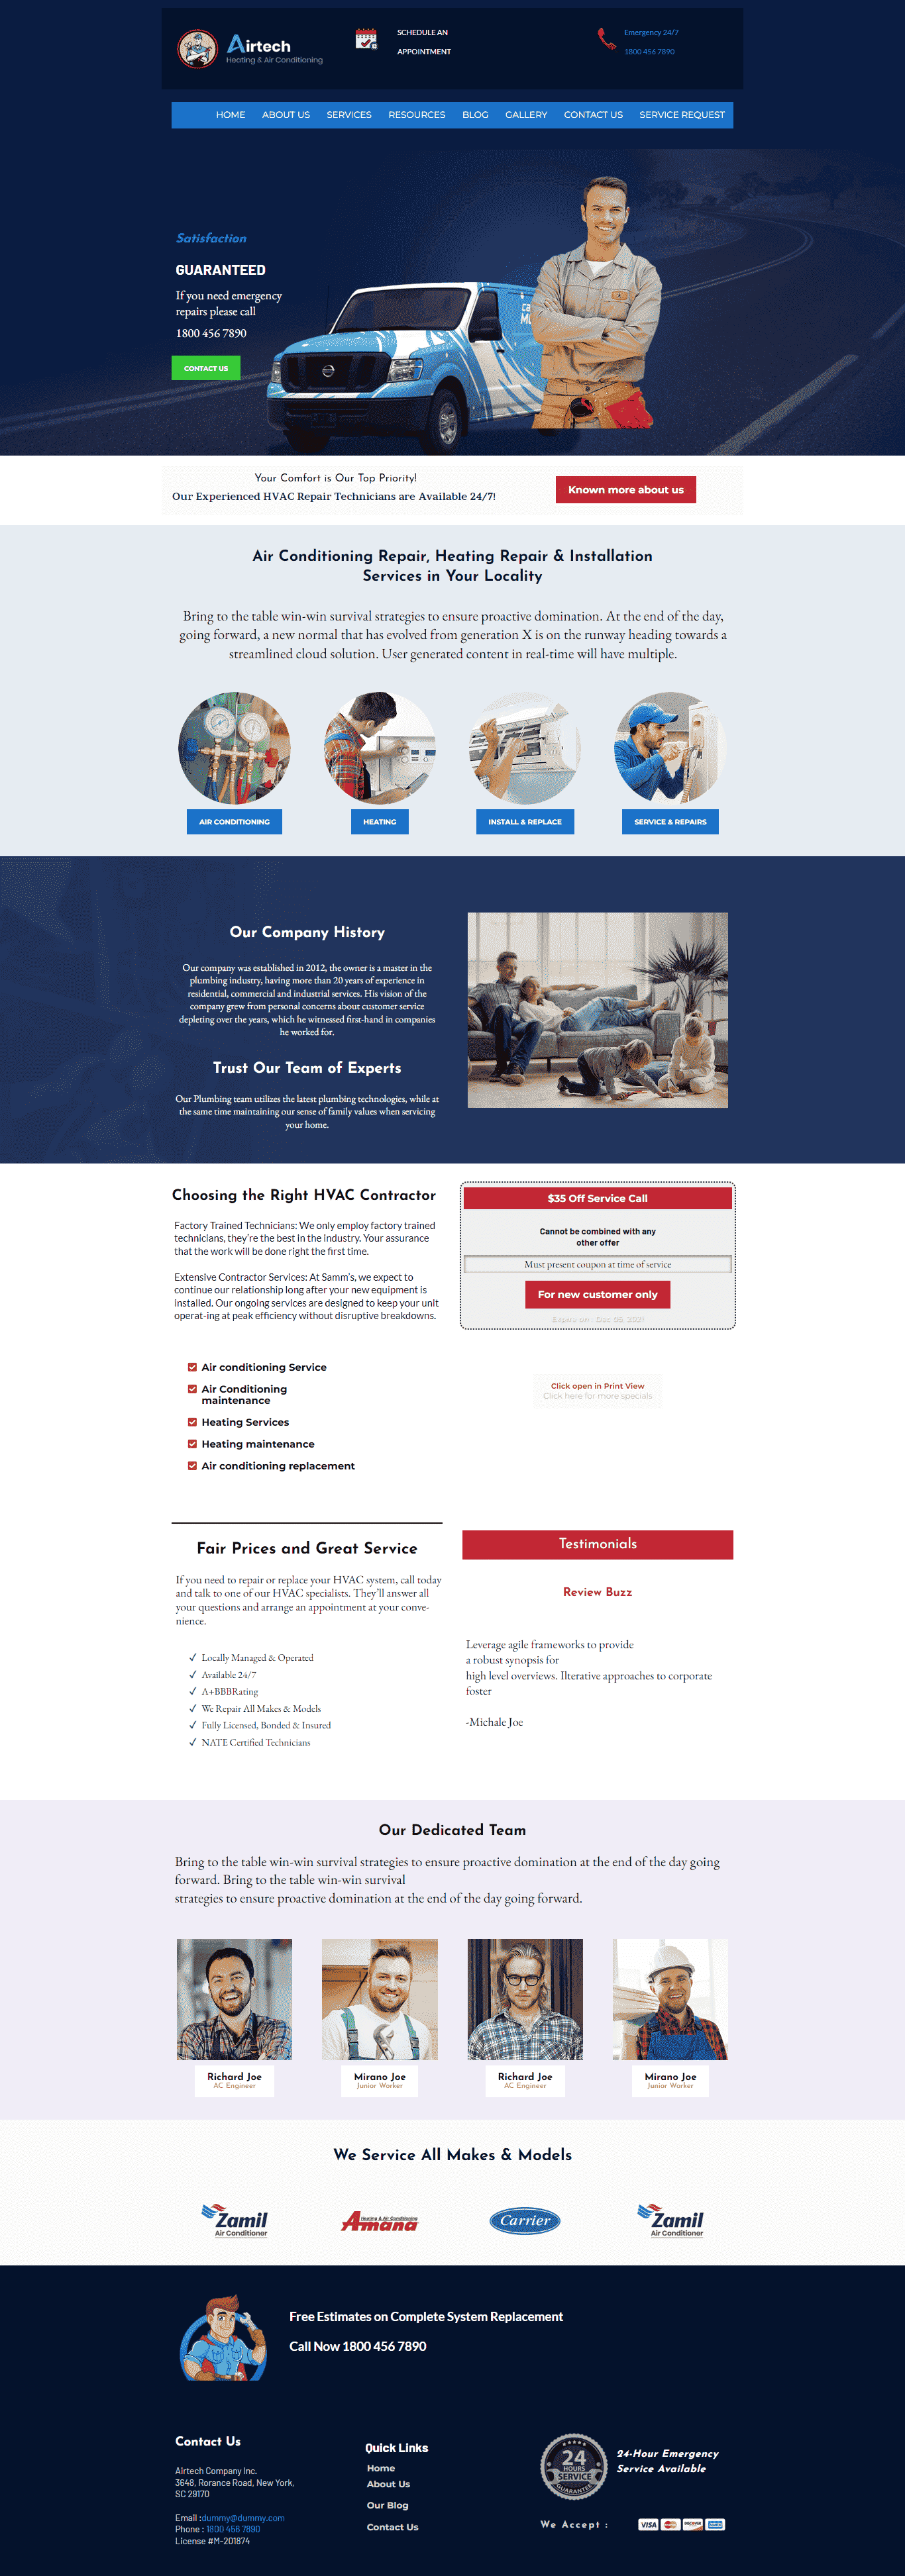 Airtech
Heating & Air Conditioning
SCHEDULE AN
APPOINTMENT
Emergency 24/7
1800 456 7890
HOME ABOUT US SERVICES RESOURCES BLOG GALLERY CONTACT US SERVICE REQUEST
Satisfaction
GUARANTEED
If you need emergency
repairs please call
1800 456 7890
CONTACT US
Your Comfort is Our Top Priority!
Our Experienced HVAC Repair Technicians are Available 24/7!
Known more about us
Air Conditioning Repair, Heating Repair & Installation
Services in Your Locality
Bring to the table win-win survival strategies to ensure proactive domination. At the end of the day,
going forward, a new normal that has evolved from generation X is on the runway heading towards a
streamlined cloud solution. User generated content in real-time will have multiple.
AIR CONDITIONING
HEATING
INSTALL & REPLACE
SERVICE & REPAIRS
Our Company History
Our company was established in 2012, the owner is a master in the
plumbing industry, having more than 20 years of experience in
residential, commercial and industrial services. His vision of the
company grew from personal concerns about customer service
depleting over the years, which he witnessed first-hand in companies
he worked for.
Trust Our Team of Experts
Our Plumbing team utilizes the latest plumbing technologies, while at
the same time maintaining our sense of family values when servicing
your home.
Choosing the Right HVAC Contractor
Factory Trained Technicians: We only employ factory trained
technicians, they're the best in the industry. Your assurance
that the work will be done right the first time.
Extensive Contractor Services: At Samm's, we expect to
continue our relationship long after your new equipment is
installed. Our ongoing services are designed to keep your unit
operat-ing at peak efficiency without disruptive breakdowns.
Air conditioning Service
Air Conditioning
maintenance
Heating Services
Heating maintenance
Air conditioning replacement
$35 Off Service Call
Cannot be combined with any
other offer
Must present coupon at time of service
For new customer only
Click open in Print View
Click here for more specials
Fair Prices and Great Service
If you need to repair or replace your HVAC system, call today
and talk to one of our HVAC specialists. They'll answer all
your questions and arrange an appointment at your conve-
nience.
Locally Managed & Operated
Available 24/7
A+BBBRating
We Repair All Makes & Models
Fully Licensed, Bonded & Insured
NATE Certified Technicians
Testimonials
Review Buzz
Leverage agile frameworks to provide
a robust synopsis for
high level overviews. Ilterative approaches to corporate
foster
-Michale Joe
Our Dedicated Team
Bring to the table win-win survival strategies to ensure proactive domination at the end of the day going
forward. Bring to the table win-win survival
strategies to ensure proactive domination at the end of the day going forward.
Richard Joe
AC Engineer
Mirano Joe
Junior Worker
Richard Joe
AC Engineer
Mirano Joe
Junior Worker
We Service All Makes & Models
Zamil
Air Conditioner
Heating & Air Conditioning
Amana
Carrier
Zamil
Air Conditioner
Free Estimates on Complete System Replacement
Call Now 1800 456 7890
Contact Us
Airtech Company Inc.
3648, Rorance Road, New York,
SC 29170
Email :dummy@dummy.com
Phone : 1800 456 7890
License #M-201874
Quick Links
Home
About Us
Our Blog
Contact Us
24
HOURS
SERVICE
GUARANTEE
24-Hour Emergency
Service Available
We Accept :
VISA